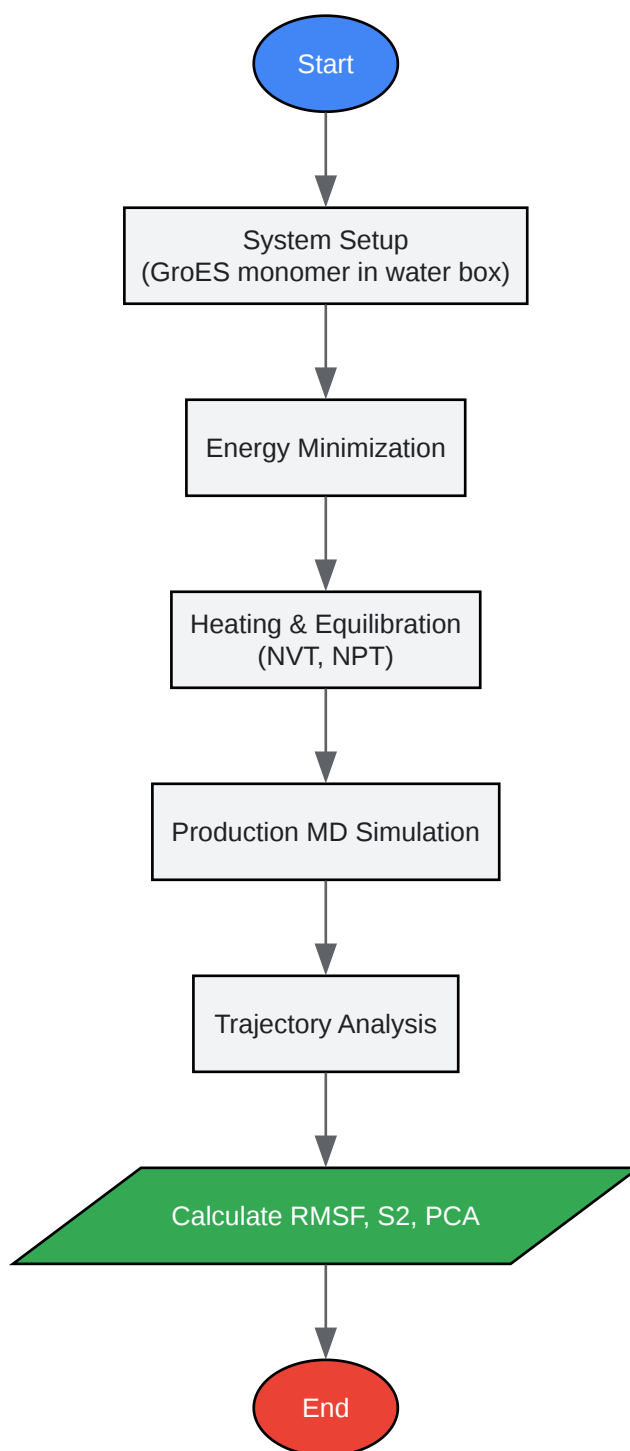 Start
System Setup
(GroES monomer in water box)
Energy Minimization
Heating & Equilibration
(NVT, NPT)
Production MD Simulation
Trajectory Analysis
Calculate RMSF, S2, PCA
End